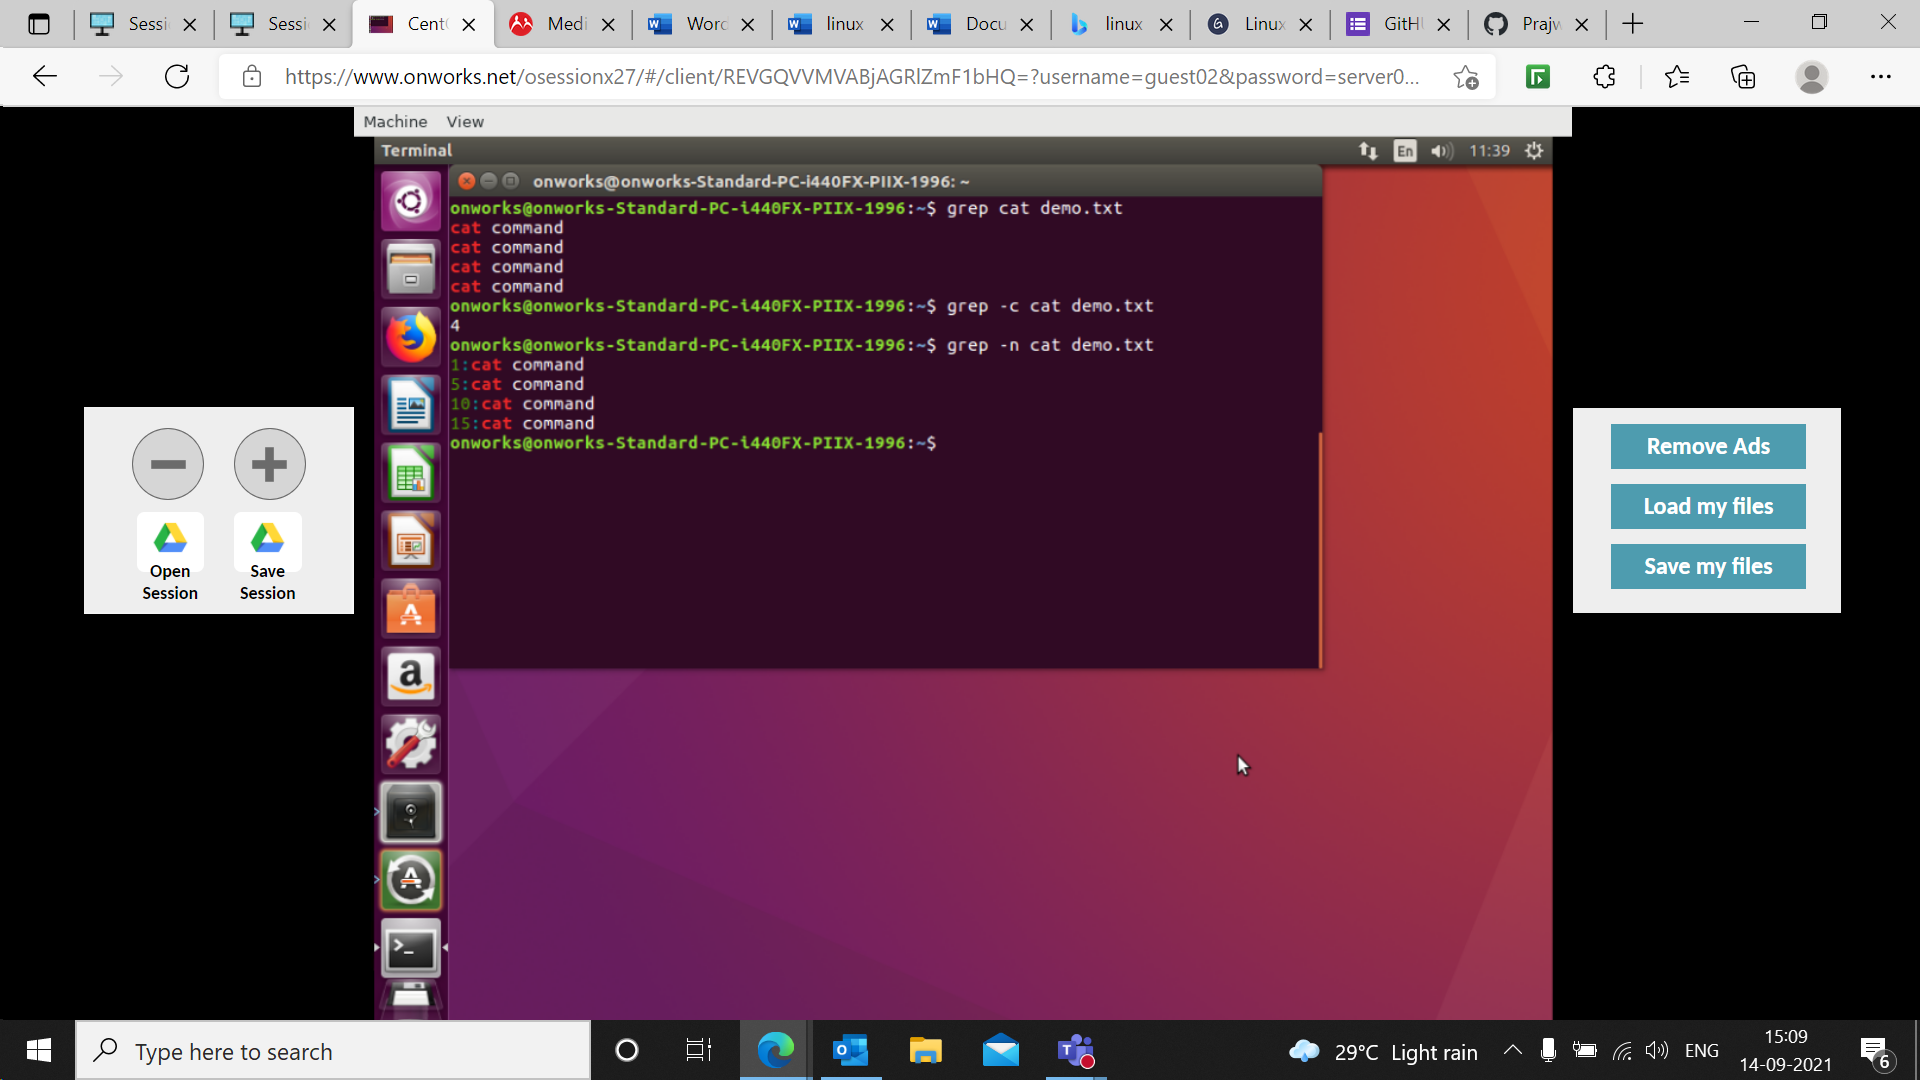 Sessi
Sessi
Cent
Medi
Word
linux
Docu
linux
Linux
GitH
Prajw
https://www.onworks.net/osessionx27/#/client/REVGQVVMVABjAGRlZmF1bHQ=?username=guest02&password=server0...
Machine View
Terminal
En
11:39
onworks@onworks-Standard-PC-i440FX-PIIX-1996: ~
onworks@onworks-Standard-PC-i440FX-PIIX-1996:~$ grep cat demo.txt
cat command
cat command
cat command
cat command
onworks@onworks-Standard-PC-i440FX-PIIX-1996:~$ grep -c cat demo.txt
4
onworks@onworks-Standard-PC-i440FX-PIIX-1996:~$ grep -n cat demo.txt
1:cat command
5:cat command
10:cat command
15:cat command
onworks@onworks-Standard-PC-i440FX-PIIX-1996:~$
Open
Session
Save
Session
Remove Ads
Load my files
Save my files
Type here to search
29°C Light rain
ENG
15:09
14-09-2021
6